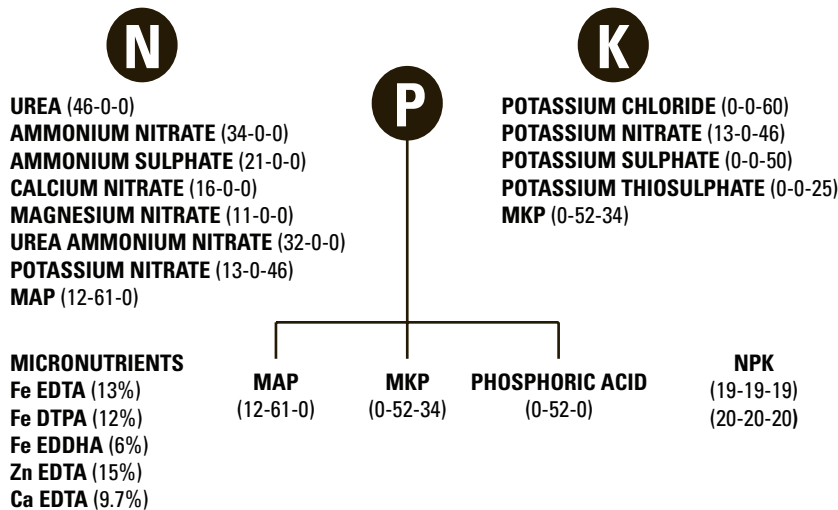 N
UREA (46-0-0)
AMMONIUM NITRATE (34-0-0)
AMMONIUM SULPHATE (21-0-0)
CALCIUM NITRATE (16-0-0)
MAGNESIUM NITRATE (11-0-0)
UREA AMMONIUM NITRATE (32-0-0)
POTASSIUM NITRATE (13-0-46)
MAP (12-61-0)
P
K
POTASSIUM CHLORIDE (0-0-60)
POTASSIUM NITRATE (13-0-46)
POTASSIUM SULPHATE (0-0-50)
POTASSIUM THIOSULPHATE (0-0-25)
MKP (0-52-34)
MICRONUTRIENTS
Fe EDTA (13%)
Fe DTPA (12%)
Fe EDDHA (6%)
Zn EDTA (15%)
Ca EDTA (9.7%)
MAP
(12-61-0)
MKP
(0-52-34)
PHOSPHORIC ACID
(0-52-0)
NPK
(19-19-19)
(20-20-20)